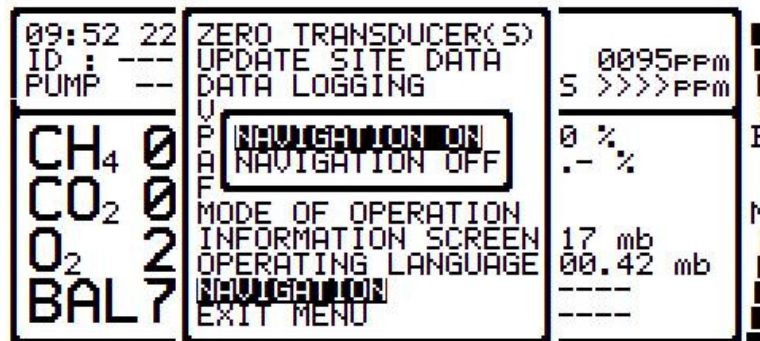 09:52 22
ID : ---
PUMP --
CH₄ 0
CO₂ 0
O₂ 2
BAL7
ZERO TRANSDUCER(S)
UPDATE SITE DATA
DATA LOGGING
V
P
A
F
NAVIGATION ON
NAVIGATION OFF
MODE OF OPERATION
INFORMATION SCREEN
OPERATING LANGUAGE
NAVIGATION
EXIT MENU
0095ppm
S >>>>ppm
0 %
.- %
17 mb
00.42 mb
----
----